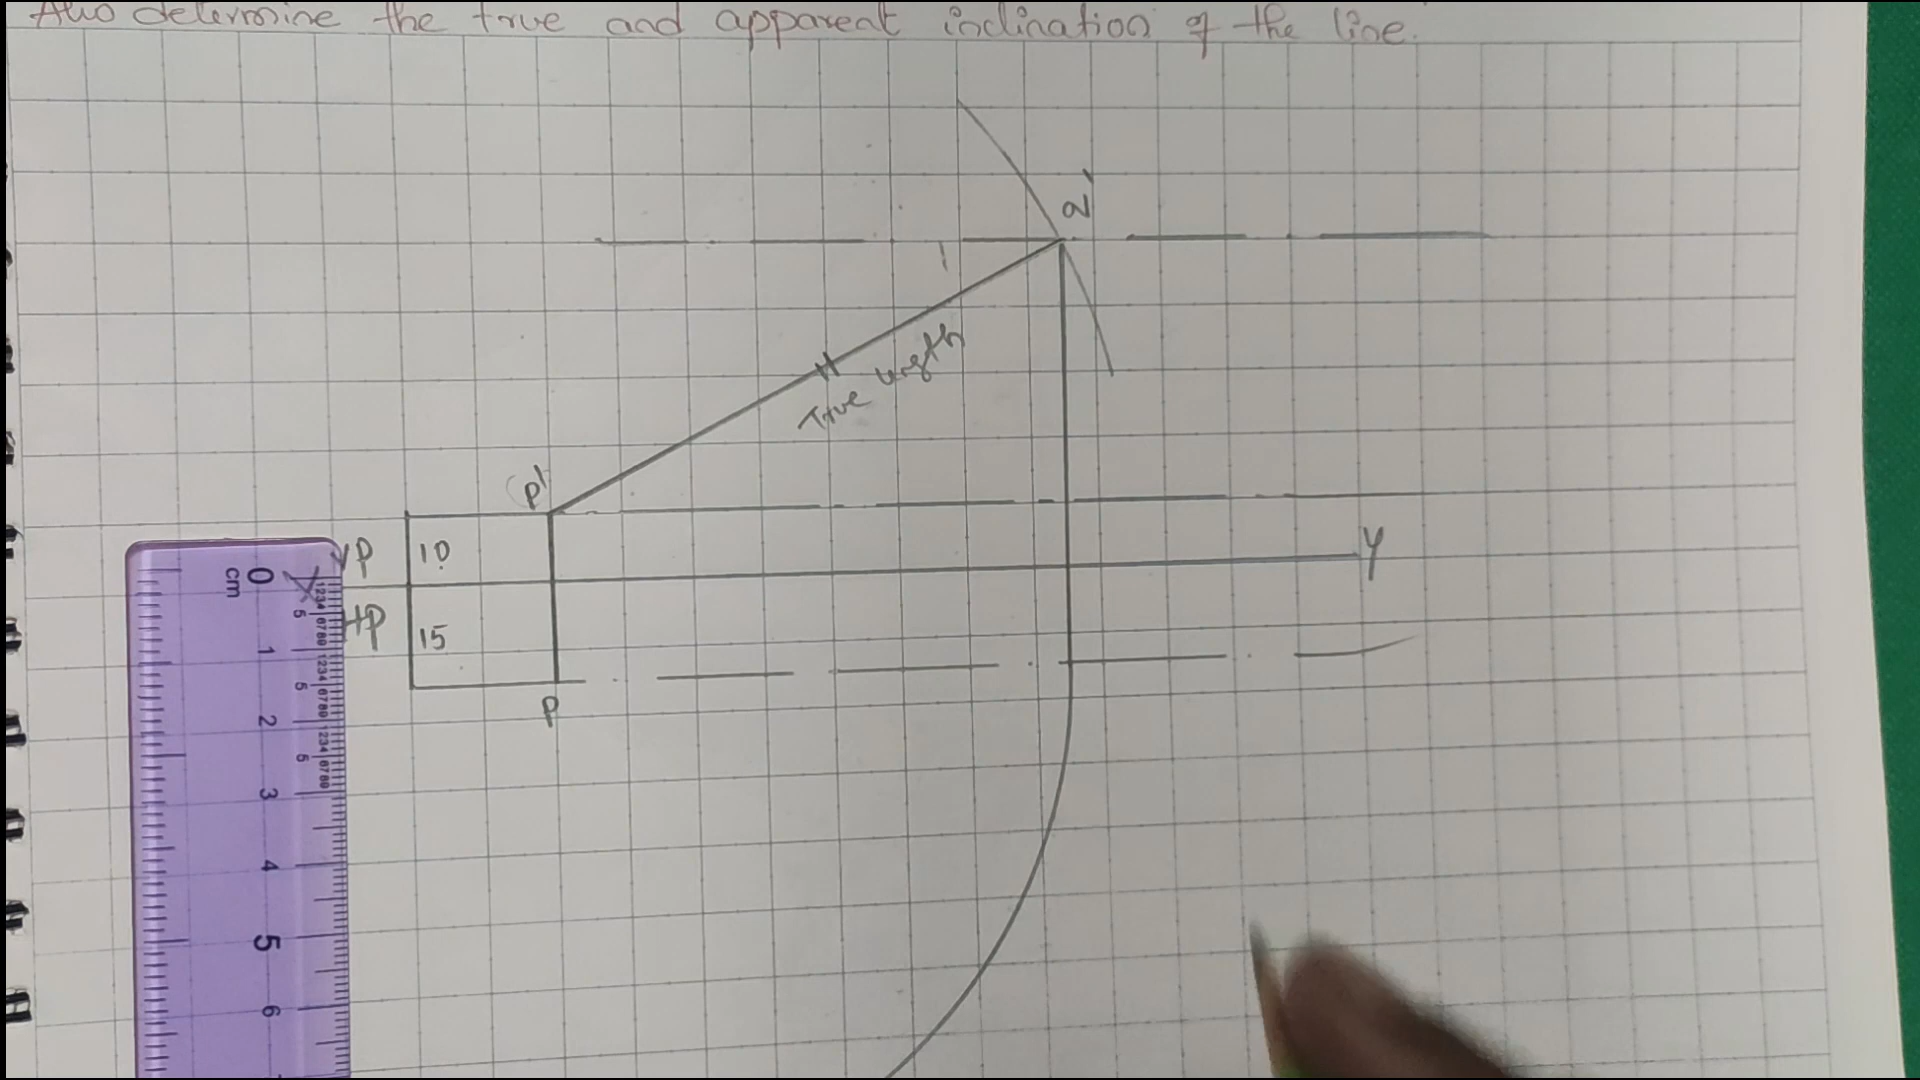 Also determine the true and apparent inclination of the line.
a'
True length
p'
VP
10
Y
X
HP
15
p
0
cm
1
2
3
4
5
6